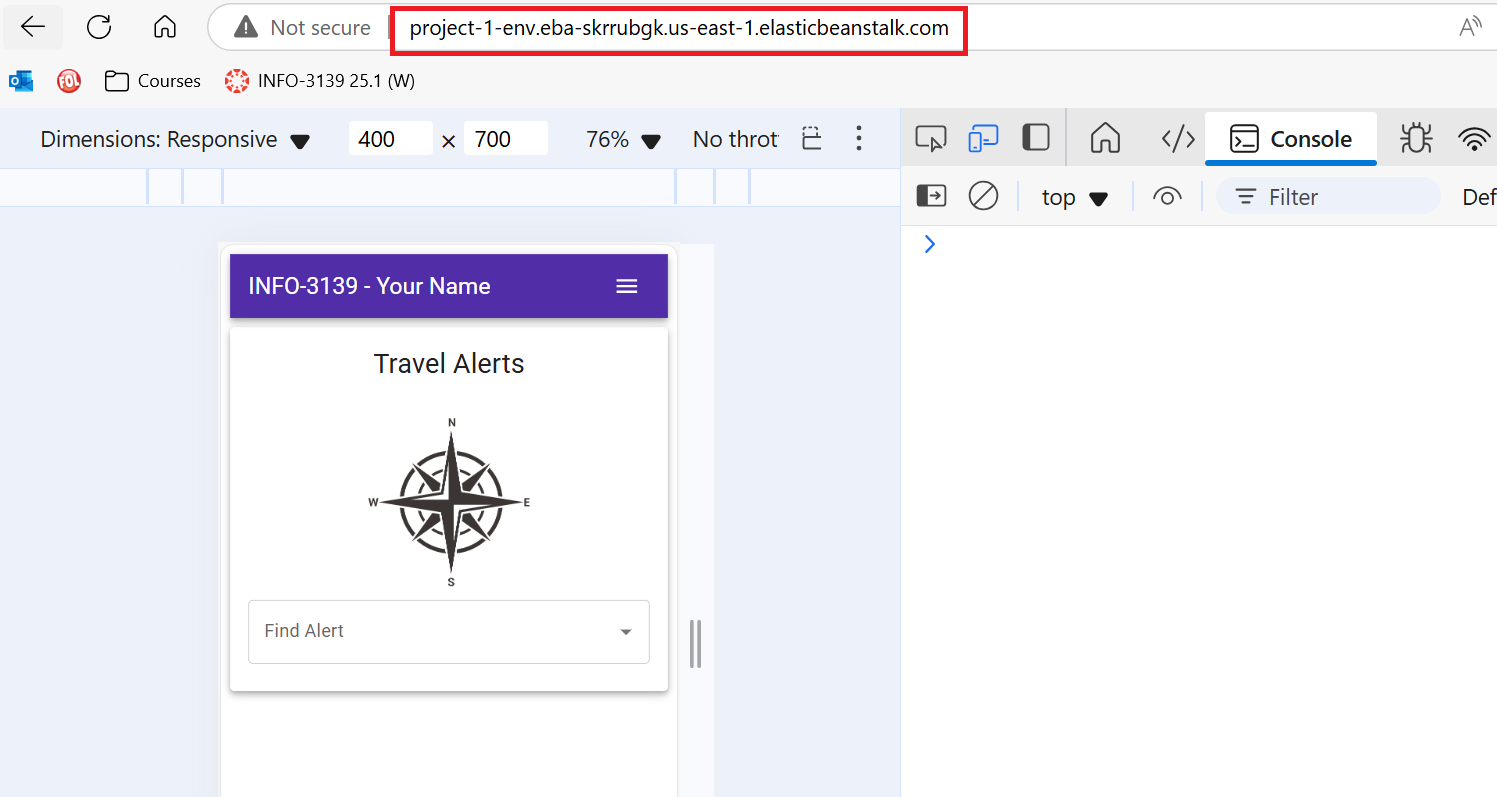 Not secure project-1-env.eba-skrrubgk.us-east-1.elasticbeanstalk.com A
FOL Courses INFO-3139 25.1 (W)
Dimensions: Responsive 400 × 700 76% No throt
Console
top Filter Def
INFO-3139 - Your Name
Travel Alerts
N
W E
S
Find Alert